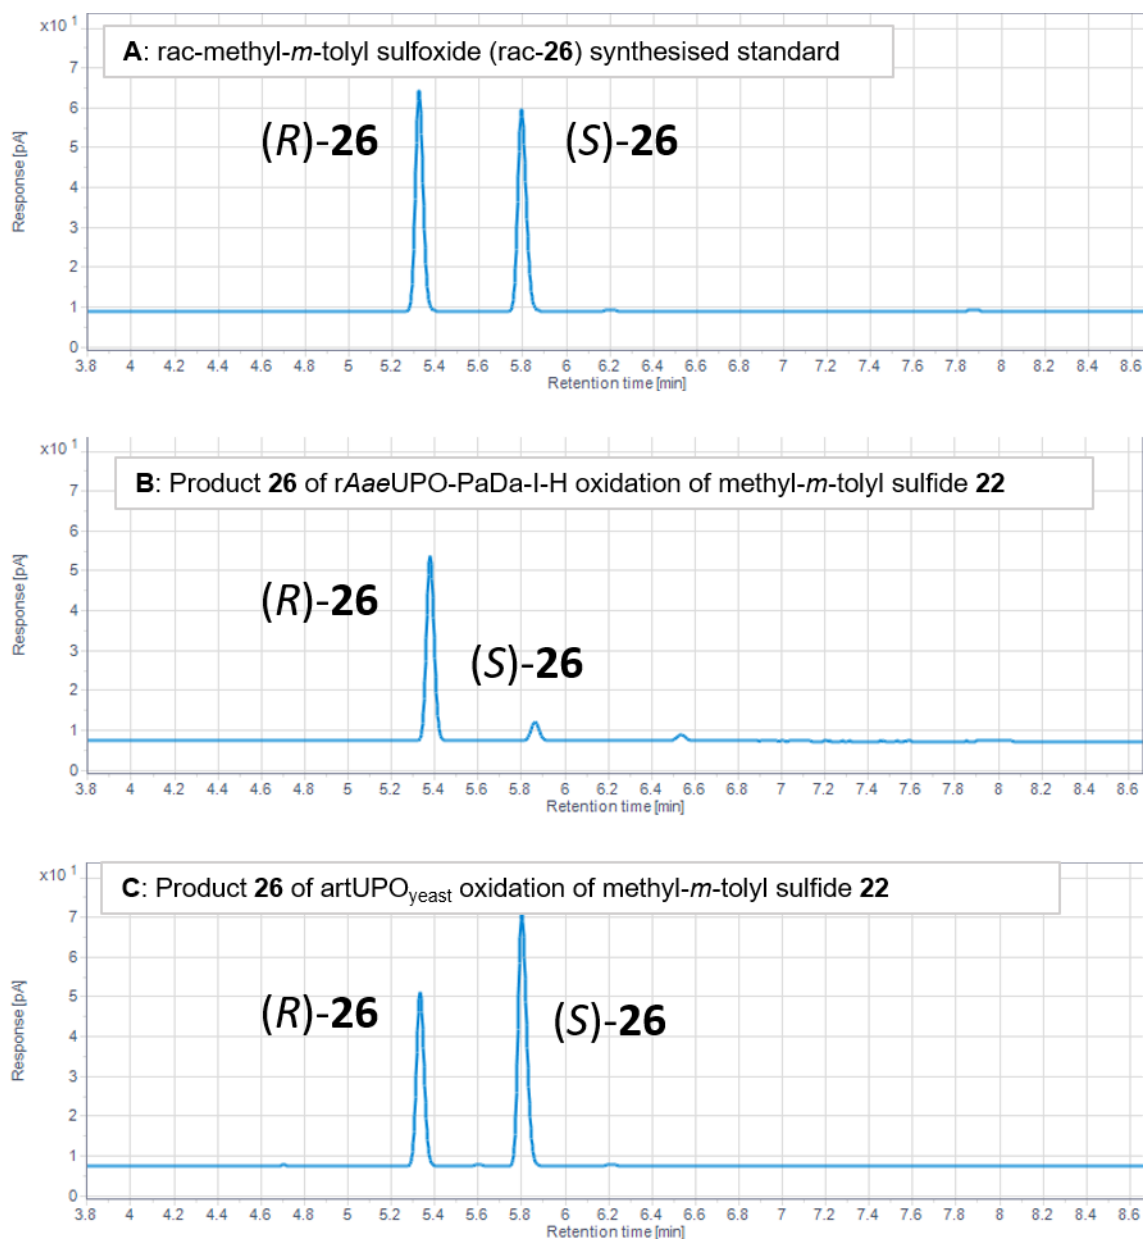 A: rac-methyl-m-tolyl sulfoxide (rac-26) synthesised standard
x10 1
7
6
5
4
3
2
1
0
Response [pA]
(R)-26
(S)-26
3.8 4 4.2 4.4 4.6 4.8 5 5.2 5.4 5.6 5.8 6 6.2 6.4 6.6 6.8 7 7.2 7.4 7.6 7.8 8 8.2 8.4 8.6
Retention time [min]
B: Product 26 of rAaeUPO-PaDa-I-H oxidation of methyl-m-tolyl sulfide 22
x10 1
7
6
5
4
3
2
1
0
Response [pA]
(R)-26
(S)-26
3.8 4 4.2 4.4 4.6 4.8 5 5.2 5.4 5.6 5.8 6 6.2 6.4 6.6 6.8 7 7.2 7.4 7.6 7.8 8 8.2 8.4 8.6
Retention time [min]
C: Product 26 of artUPOyeast oxidation of methyl-m-tolyl sulfide 22
x10 1
7
6
5
4
3
2
1
0
Response [pA]
(R)-26
(S)-26
3.8 4 4.2 4.4 4.6 4.8 5 5.2 5.4 5.6 5.8 6 6.2 6.4 6.6 6.8 7 7.2 7.4 7.6 7.8 8 8.2 8.4 8.6
Retention time [min]